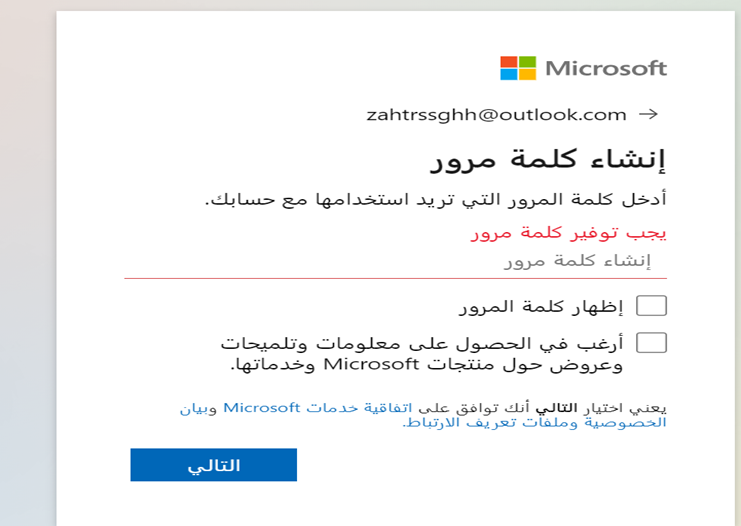 Microsoft
zahtrssghh@outlook.com
إنشاء كلمة مرور
أدخل كلمة المرور التي تريد استخدامها مع حسابك.
يجب توفير كلمة مرور
إنشاء كلمة مرور
إظهار كلمة المرور
أرغب في الحصول على معلومات وتلميحات
وعروض حول منتجات Microsoft وخدماتها.
يعني اختيار التالي أنك توافق على اتفاقية خدمات Microsoft وبيان
الخصوصية وملفات تعريف الارتباط.
التالي